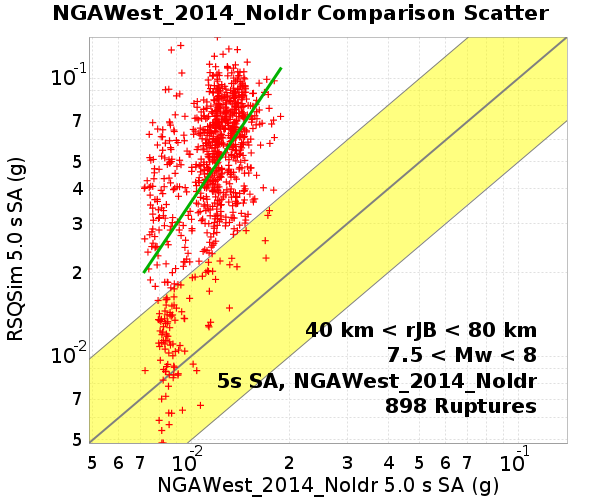 NGAWest_2014_NoIdr Comparison Scatter
RSQSim 5.0 s SA (g)
10-1
7
5
4
3
2
10-2
7
5
40 km < rJB < 80 km
7.5 < Mw < 8
5s SA, NGAWest_2014_NoIdr
898 Ruptures
5 6 7 10-2 2 3 4 5 6 7 10-1
NGAWest_2014_NoIdr 5.0 s SA (g)